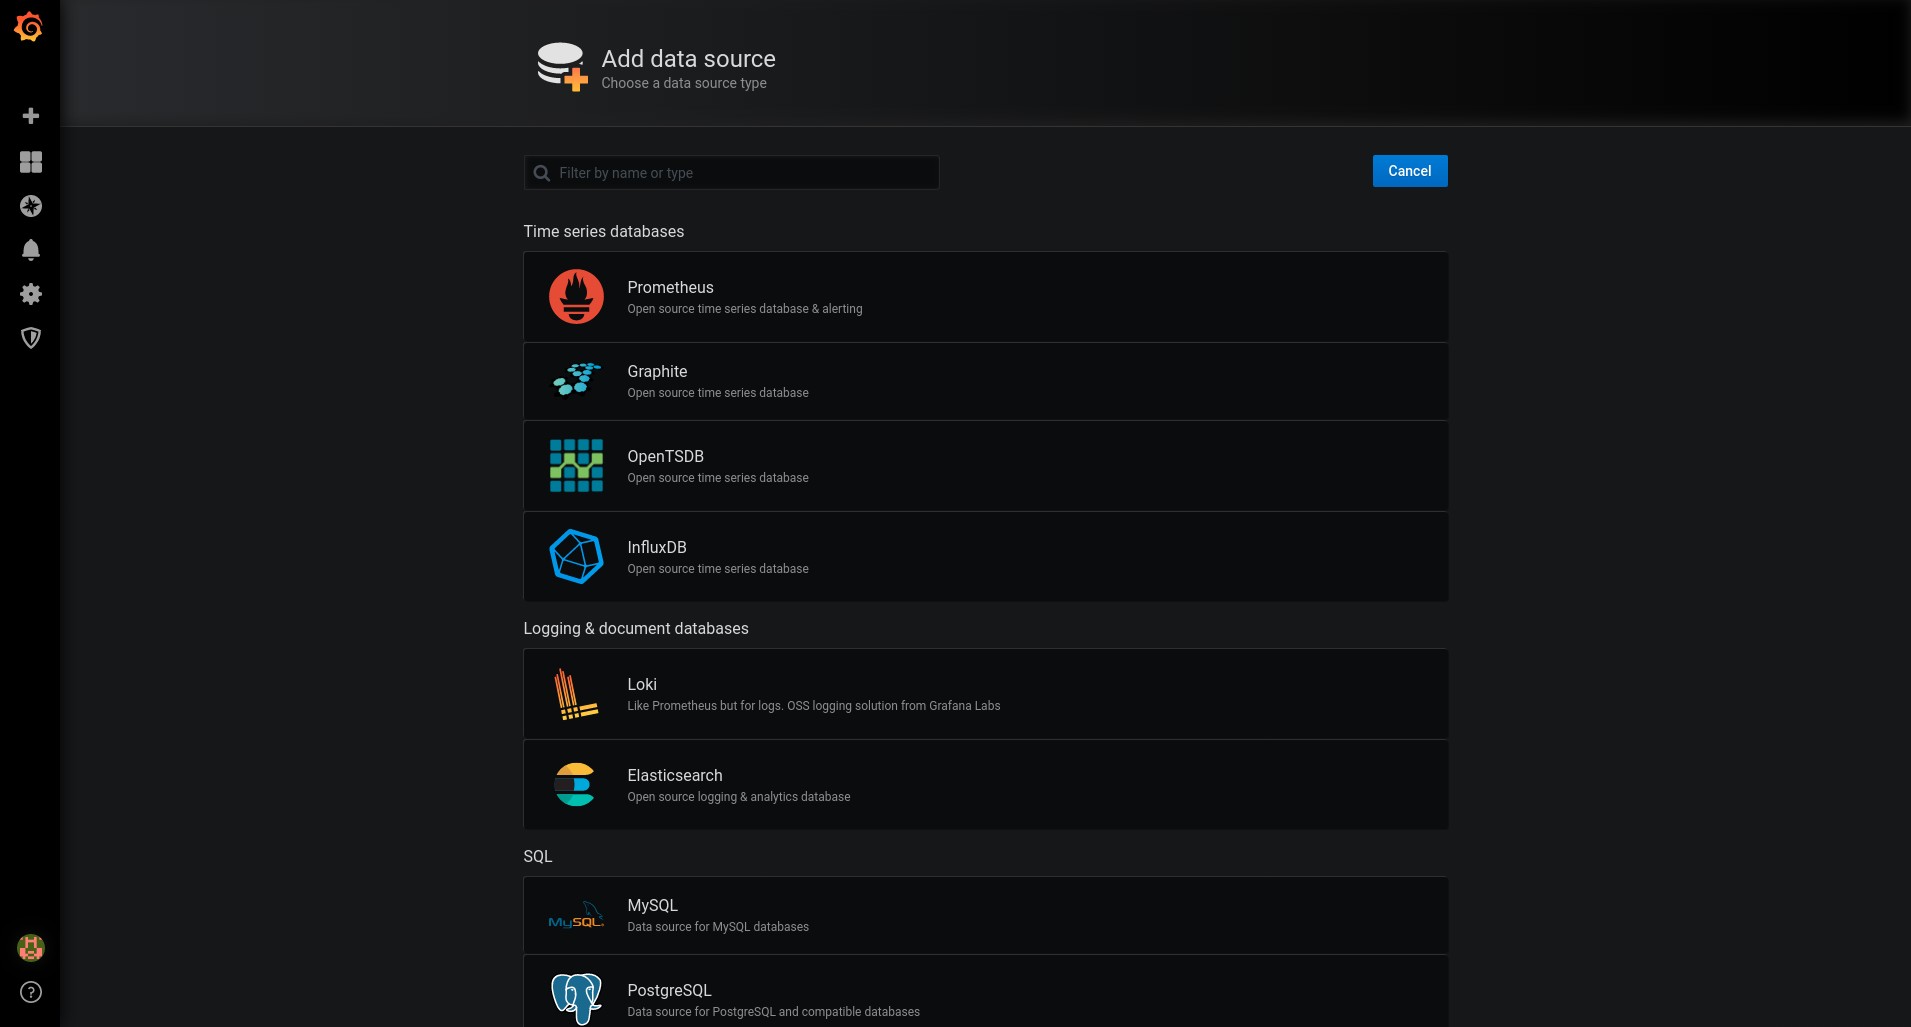 Add data source
Choose a data source type
Filter by name or type
Cancel
Time series databases
Prometheus
Open source time series database & alerting
Graphite
Open source time series database
OpenTSDB
Open source time series database
InfluxDB
Open source time series database
Logging & document databases
Loki
Like Prometheus but for logs. OSS logging solution from Grafana Labs
Elasticsearch
Open source logging & analytics database
SQL
MySQL
MySQL
Data source for MySQL databases
PostgreSQL
Data source for PostgreSQL and compatible databases
?